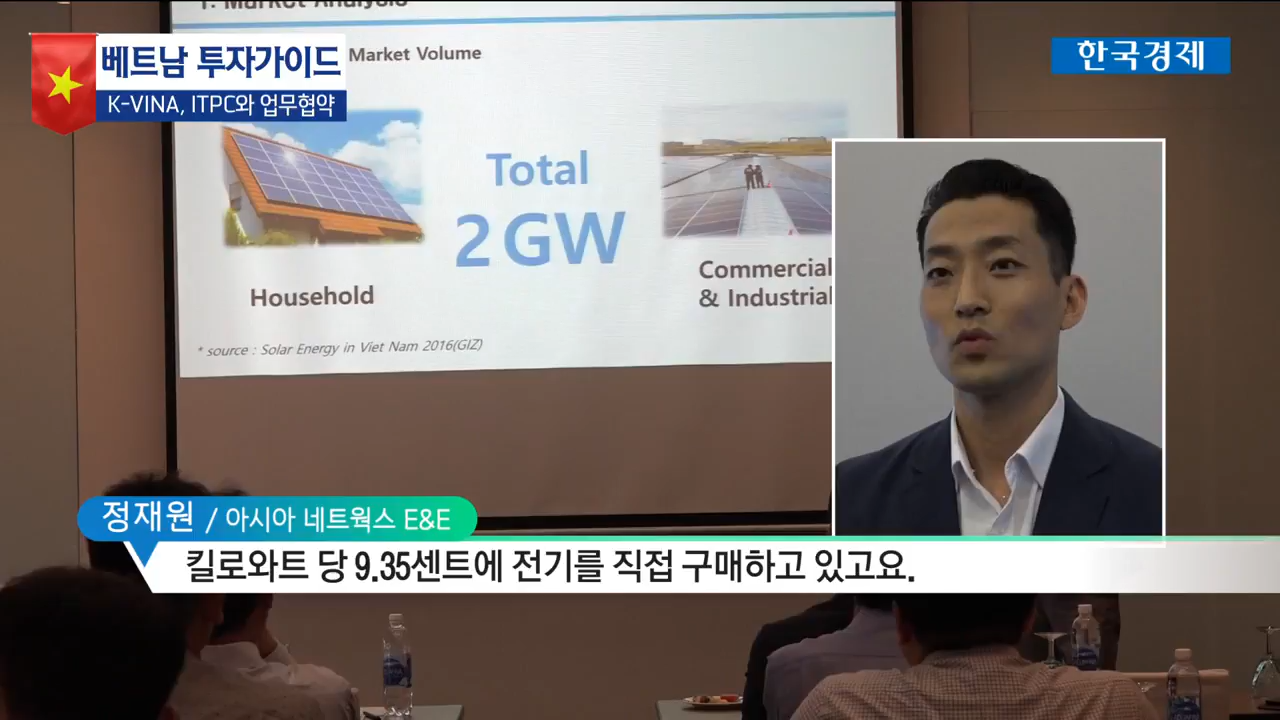 1. Market Analysis
베트남 투자가이드
Market Volume
한국경제
K-VINA, ITPC와 업무협약
Total
2 GW
Household
Commercial
& Industrial
* source : Solar Energy in Viet Nam 2016(GIZ)
정재원 / 아시아 네트웍스 E&E
킬로와트 당 9.35센트에 전기를 직접 구매하고 있고요.